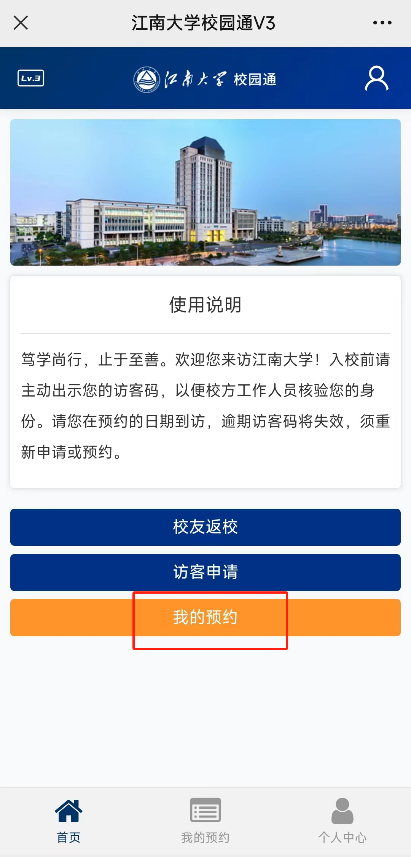 江南大学校园通V3
Lv.3
江南大学 校园通
使用说明
笃学尚行，止于至善。欢迎您来访江南大学！入校前请
主动出示您的访客码，以便校方工作人员核验您的身
份。请您在预约的日期到访，逾期访客码将失效，须重
新申请或预约。
校友返校
访客申请
我的预约
首页
我的预约
个人中心